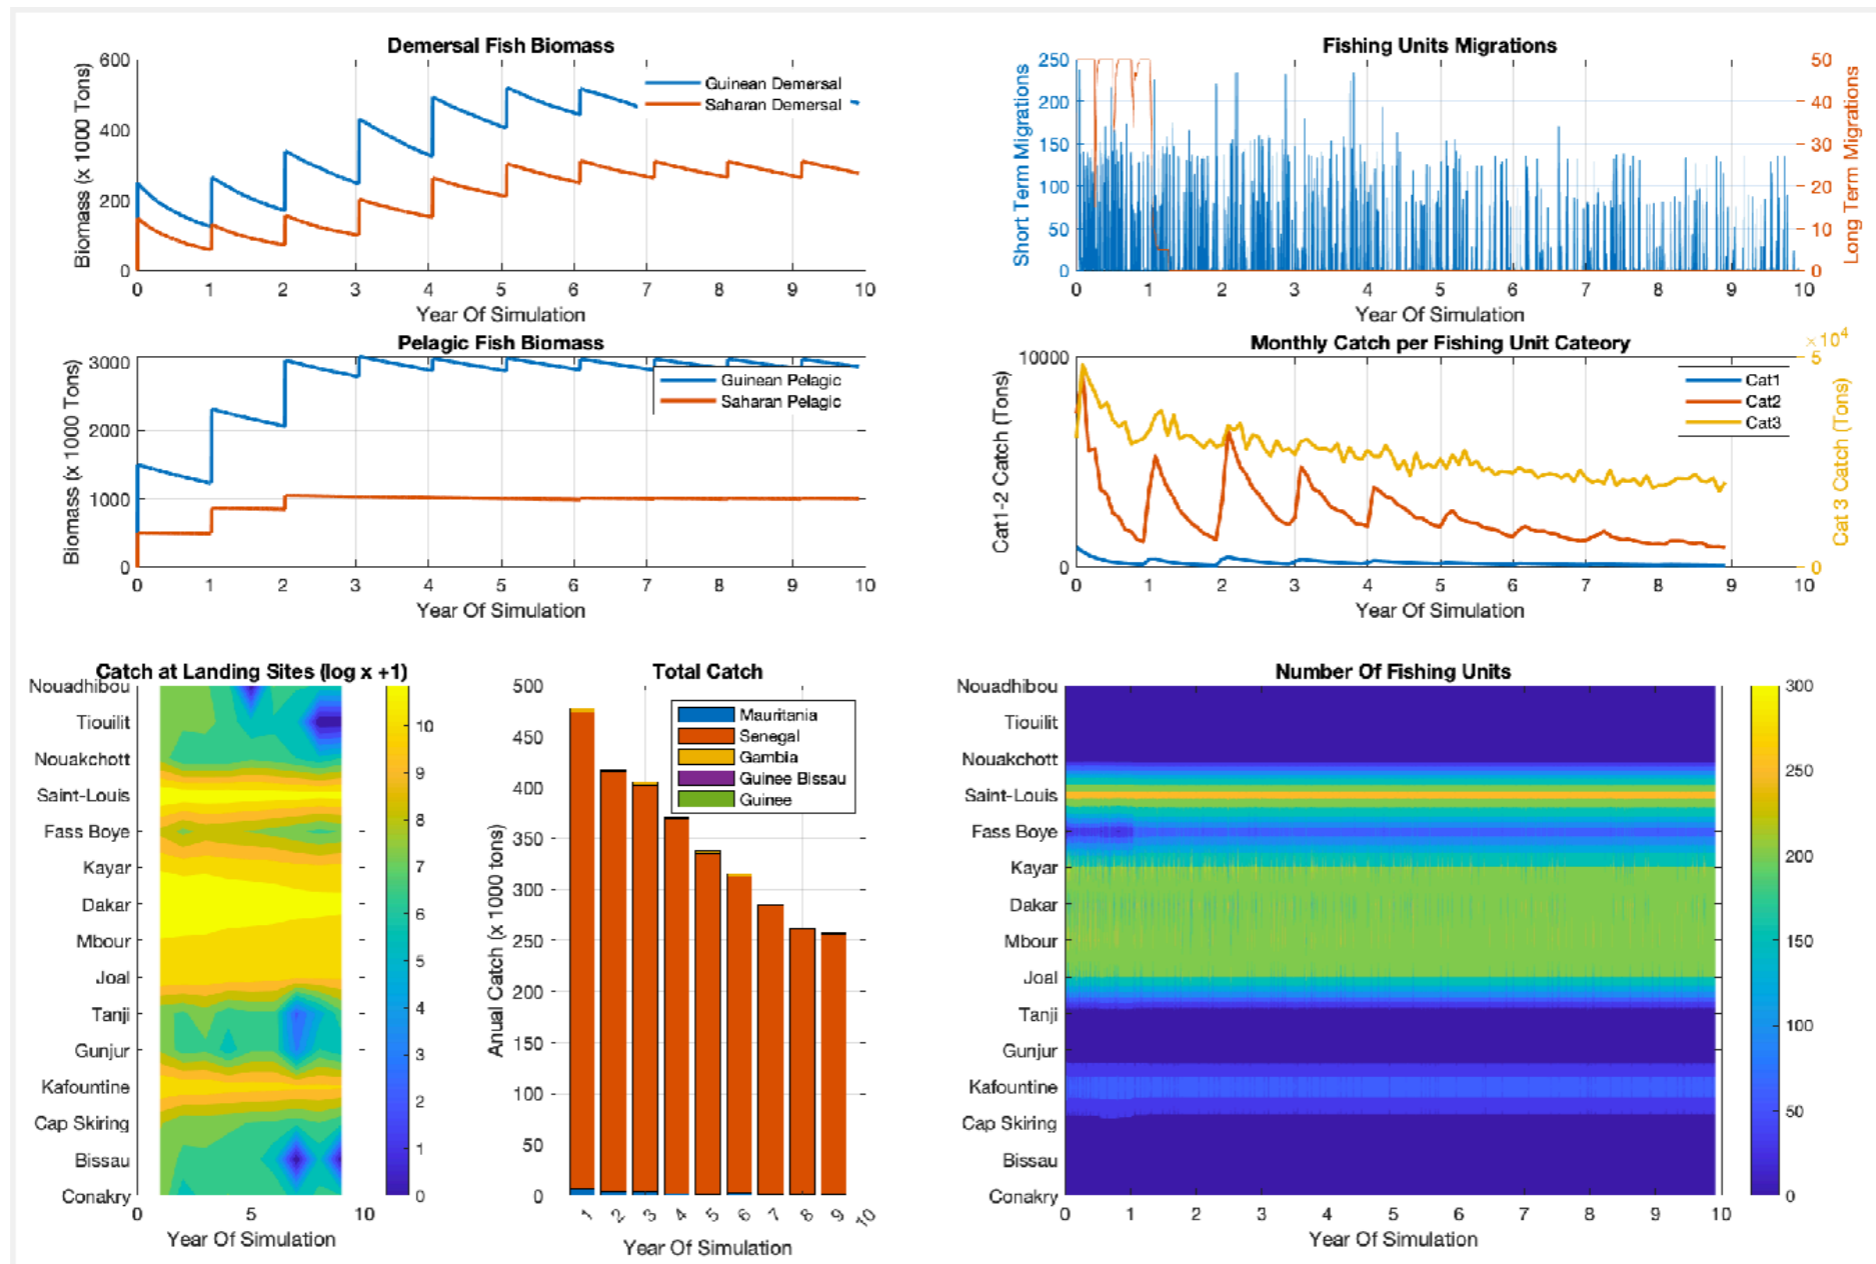 Demersal Fish Biomass
600
400
200
0
Biomass (x 1000 Tons)
Guinean Demersal
Saharan Demersal
0 1 2 3 4 5 6 7 8 9 10
Year Of Simulation
Fishing Units Migrations
250
200
150
100
50
0
Short Term Migrations
50
40
30
20
10
0
Long Term Migrations
0 1 2 3 4 5 6 7 8 9 10
Year Of Simulation
Pelagic Fish Biomass
3000
2000
1000
0
Biomass (x 1000 Tons)
Guinean Pelagic
Saharan Pelagic
0 1 2 3 4 5 6 7 8 9 10
Year Of Simulation
Monthly Catch per Fishing Unit Cateory
10000
0
Cat1-2 Catch (Tons)
×10⁴
5
0
Cat 3 Catch (Tons)
Cat1
Cat2
Cat3
0 1 2 3 4 5 6 7 8 9 10
Year Of Simulation
Catch at Landing Sites (log x +1)
Nouadhibou
Tiouilit
Nouakchott
Saint-Louis
Fass Boye
Kayar
Dakar
Mbour
Joal
Tanji
Gunjur
Kafountine
Cap Skiring
Bissau
Conakry
0 5 10
Year Of Simulation
10
9
8
7
6
5
4
3
2
1
0
Total Catch
500
450
400
350
300
250
200
150
100
50
0
Anual Catch (x 1000 tons)
Mauritania
Senegal
Gambia
Guinee Bissau
Guinee
1 2 3 4 5 6 7 8 9 10
Year Of Simulation
Number Of Fishing Units
Nouadhibou
Tiouilit
Nouakchott
Saint-Louis
Fass Boye
Kayar
Dakar
Mbour
Joal
Tanji
Gunjur
Kafountine
Cap Skiring
Bissau
Conakry
0 1 2 3 4 5 6 7 8 9 10
Year Of Simulation
300
250
200
150
100
50
0